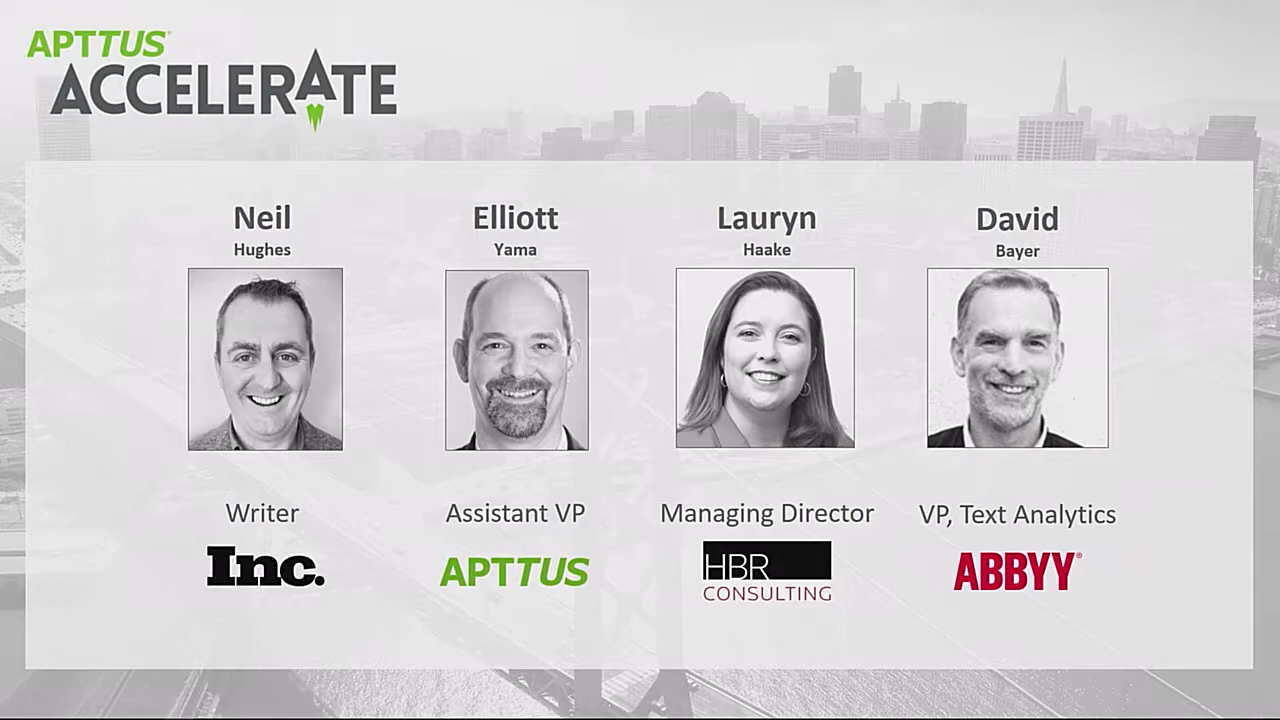 APTTUS®
ACCELERATE
Neil
Hughes
Elliott
Yama
Lauryn
Haake
David
Bayer
Writer
Assistant VP
Managing Director
VP, Text Analytics
Inc.
APTTUS
HBR
CONSULTING
ABBYY®